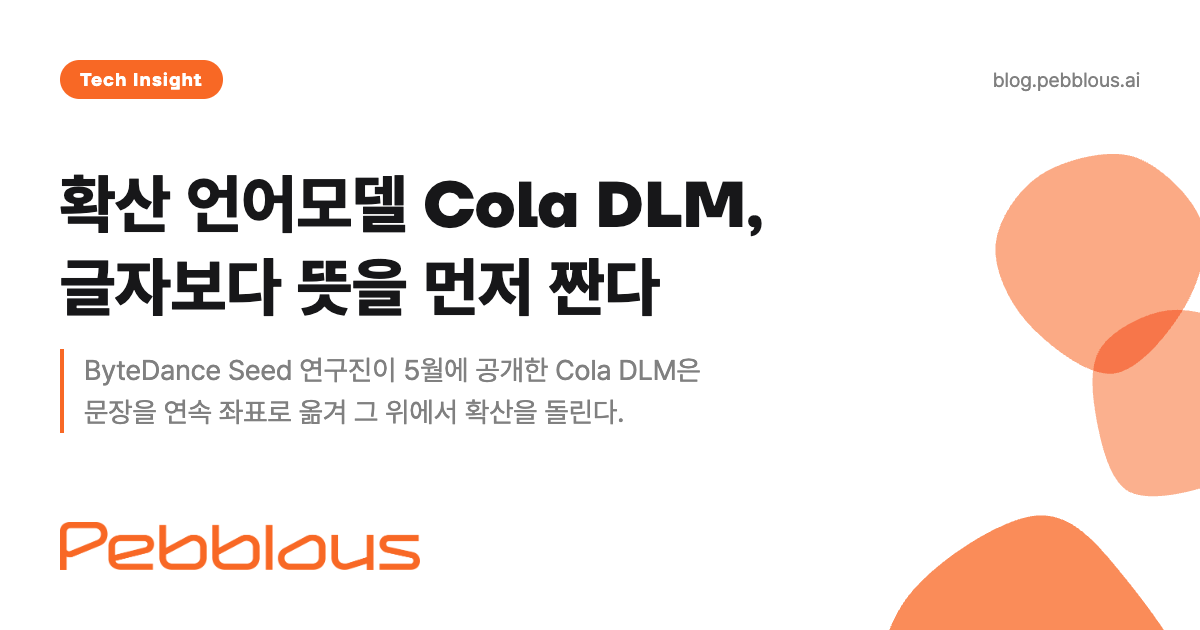 Tech Insight
blog.pebblous.ai
확산 언어모델 Cola DLM,
글자보다 뜻을 먼저 짠다
ByteDance Seed 연구진이 5월에 공개한 Cola DLM은
문장을 연속 좌표로 옮겨 그 위에서 확산을 돌린다.
Pebblous